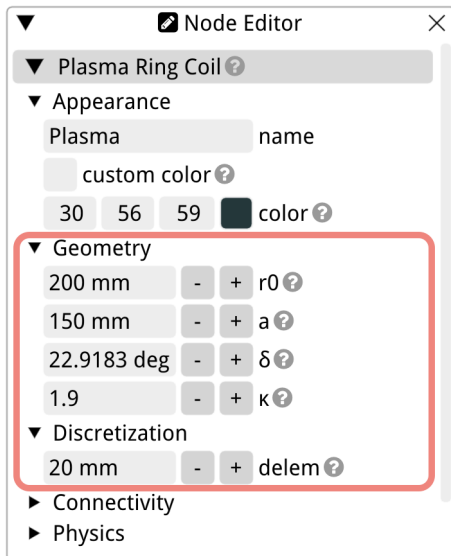 Node Editor
Plasma Ring Coil ?
Appearance
Plasma name
custom color ?
30 56 59 color ?
Geometry
200 mm - + r0 ?
150 mm - + a ?
22.9183 deg - + δ ?
1.9 - + κ ?
Discretization
20 mm - + delem ?
Connectivity
Physics